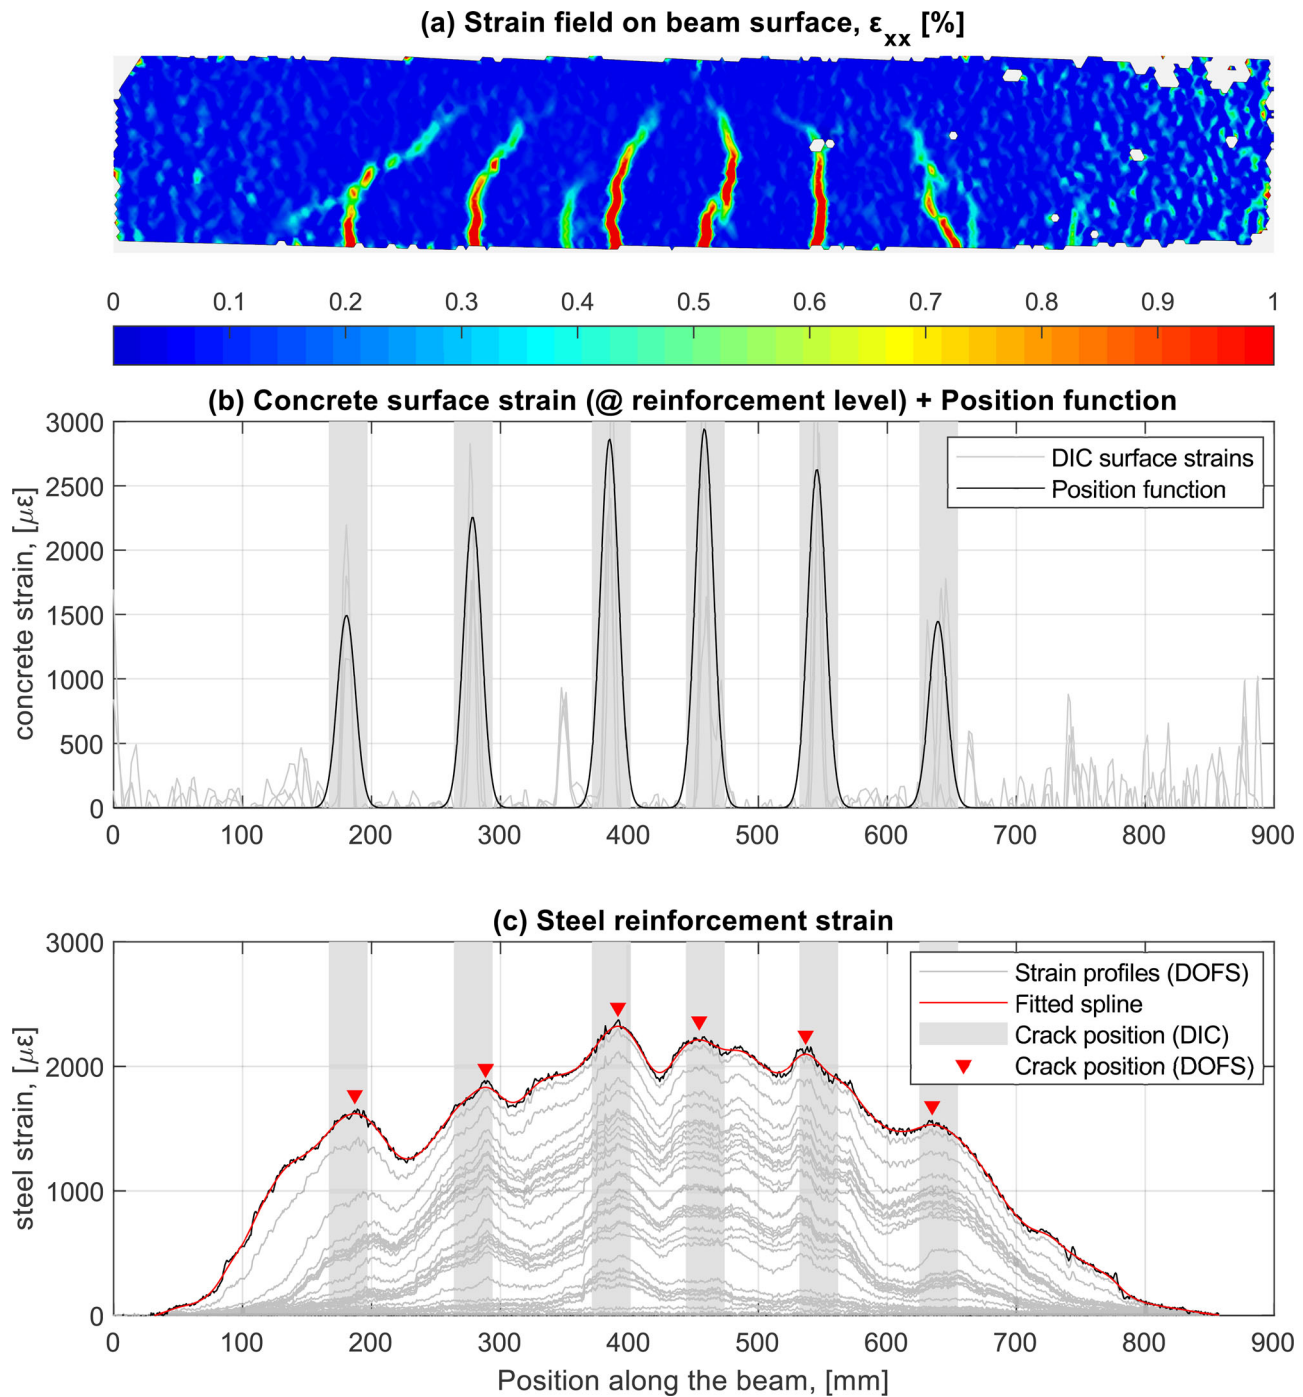 (a) Strain field on beam surface, εxx [%]
0 0.1 0.2 0.3 0.4 0.5 0.6 0.7 0.8 0.9 1
(b) Concrete surface strain (@ reinforcement level) + Position function
3000
2500
2000
1500
1000
500
0
concrete strain, [με]
DIC surface strains
Position function
0 100 200 300 400 500 600 700 800 900
(c) Steel reinforcement strain
3000
2000
1000
0
steel strain, [με]
Strain profiles (DOFS)
Fitted spline
Crack position (DIC)
Crack position (DOFS)
0 100 200 300 400 500 600 700 800 900
Position along the beam, [mm]